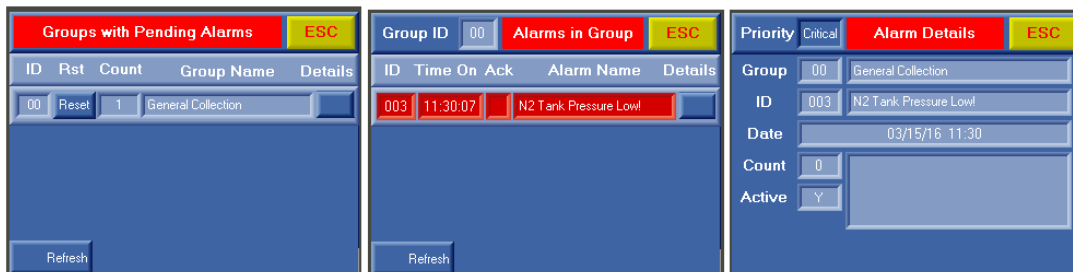 Groups with Pending Alarms ESC
ID Rst Count Group Name Details
00 Reset 1 General Collection
Refresh
Group ID 00 Alarms in Group ESC
ID Time On Ack Alarm Name Details
003 11:30:07 N2 Tank Pressure Low!
Refresh
Priority Critical Alarm Details ESC
Group 00 General Collection
ID 003 N2 Tank Pressure Low!
Date 03/15/16 11:30
Count 0
Active Y